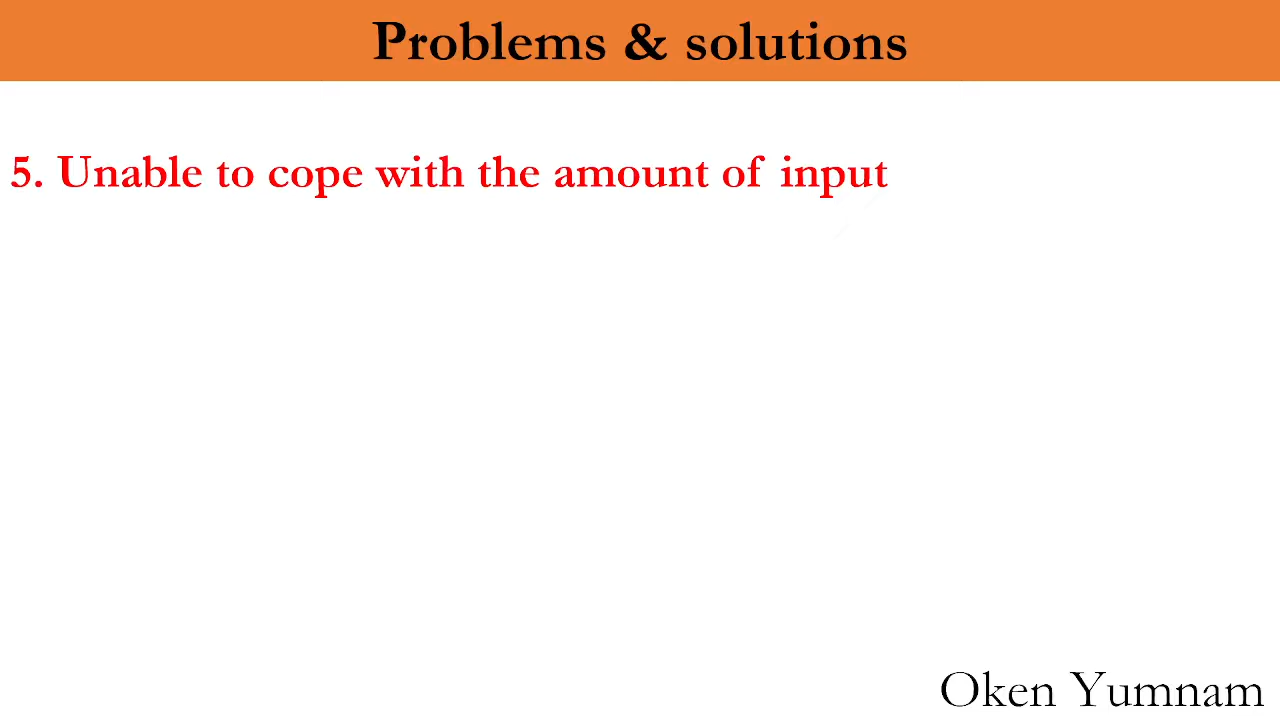 Problems & solutions
5. Unable to cope with the amount of input
Oken Yumnam